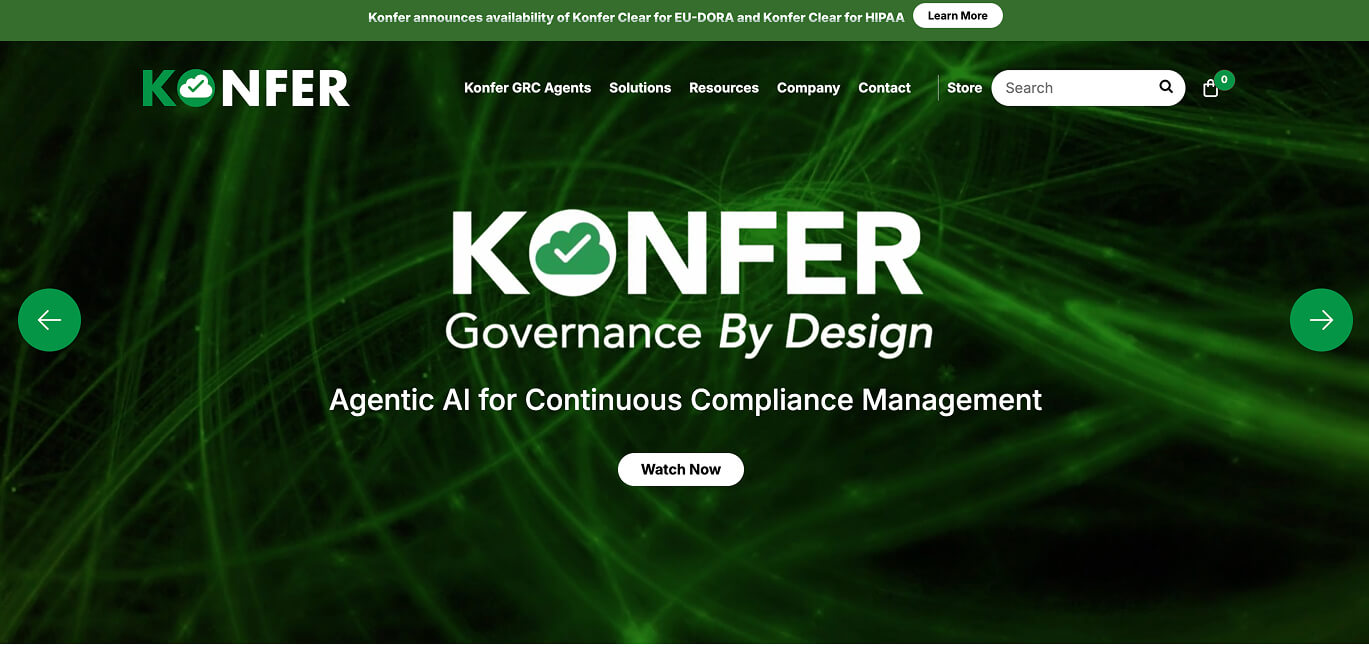 Konfer announces availability of Konfer Clear for EU-DORA and Konfer Clear for HIPAA Learn More
KONFER Konfer GRC Agents Solutions Resources Company Contact Store Search 0
KONFER
Governance By Design
Agentic AI for Continuous Compliance Management
Watch Now